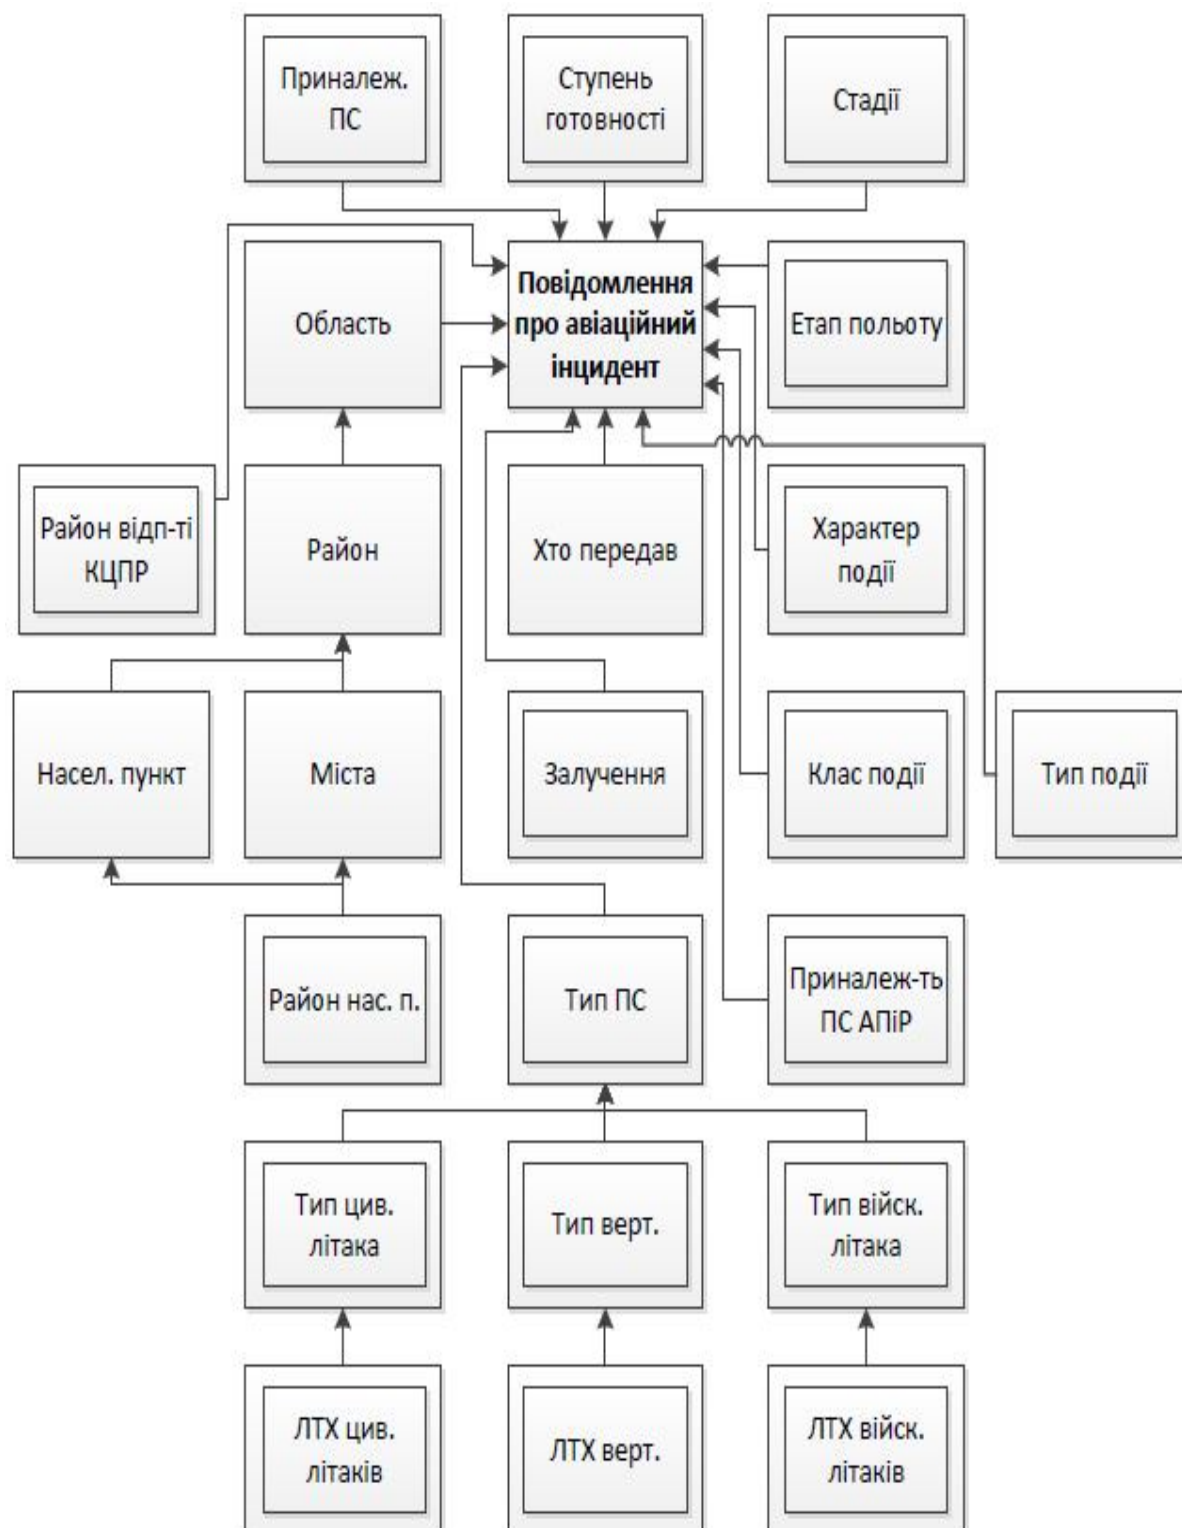 Приналеж.
ПС
Ступень
готовності
Стадії
Область
Повідомлення
про авіаційний
інцидент
Етап польоту
Район відп-ті
КЦПР
Район
Хто передав
Характер
події
Насел. пункт
Міста
Залучення
Клас події
Тип події
Район нас. п.
Тип ПС
Приналеж-ть
ПС АПіР
Тип цив.
літака
Тип верт.
Тип війск.
літака
ЛТХ цив.
літаків
ЛТХ верт.
ЛТХ війск.
літаків